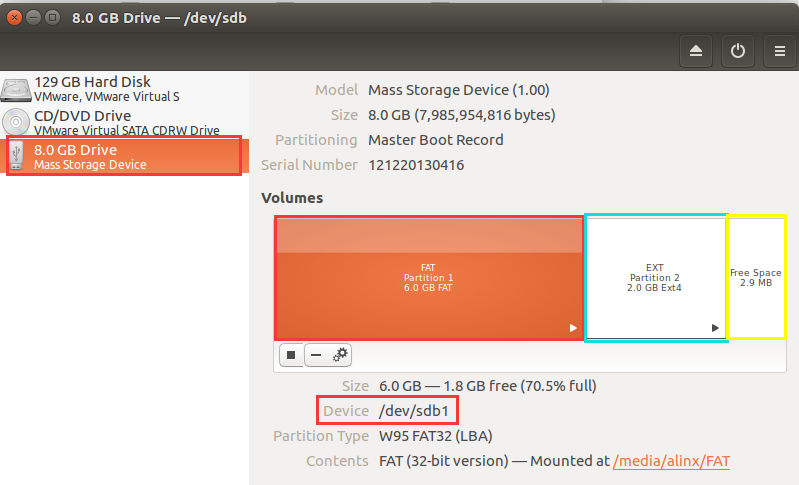 8.0 GB Drive — /dev/sdb
129 GB Hard Disk
VMware, VMware Virtual S
CD/DVD Drive
VMware Virtual SATA CDRW Drive
8.0 GB Drive
Mass Storage Device
Model Mass Storage Device (1.00)
Size 8.0 GB (7,985,954,816 bytes)
Partitioning Master Boot Record
Serial Number 121220130416
Volumes
FAT
Partition 1
6.0 GB FAT
EXT
Partition 2
2.0 GB Ext4
Free Space
2.9 MB
Size 6.0 GB — 1.8 GB free (70.5% full)
Device /dev/sdb1
Partition Type W95 FAT32 (LBA)
Contents FAT (32-bit version) — Mounted at /media/alinx/FAT